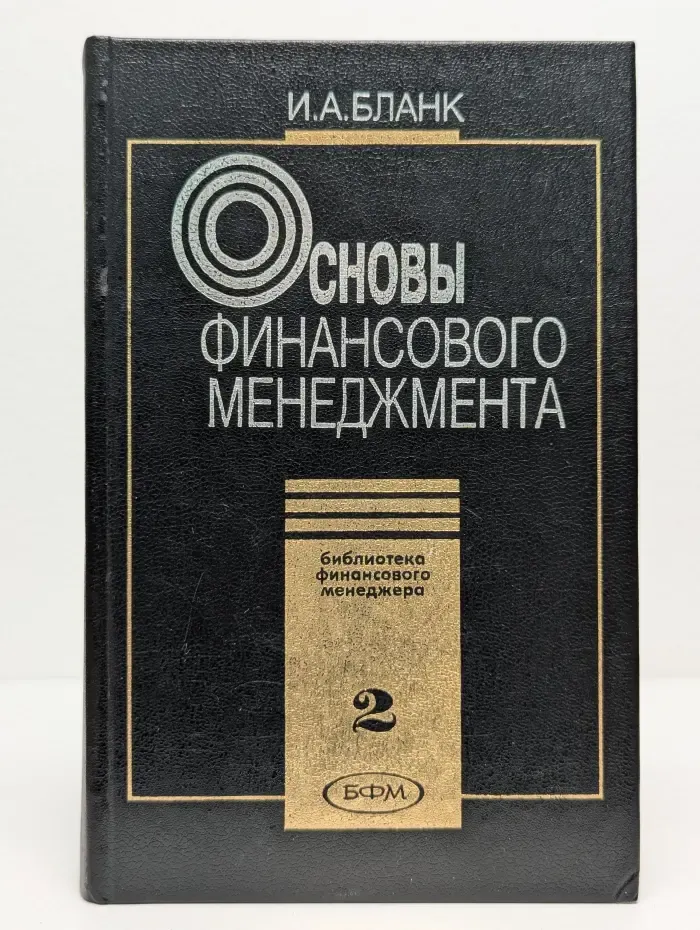 И.А.БЛАНК
ОСНОВЫ
ФИНАНСОВОГО
МЕНЕДЖМЕНТА
библиотека
финансового
менеджера
2
БФМ